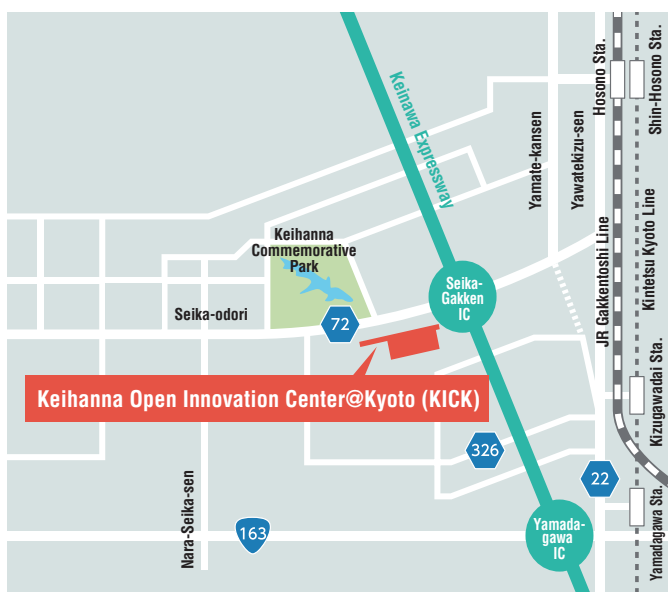 Hosono Sta.
Shin-Hosono Sta.
Keinawa Expressway
Yamate-kansen
Yawatekizu-sen
JR Gakkentoshi Line
Kintetsu Kyoto Line
Keihanna
Commemorative
Park
Seika-
Gakken
IC
Seika-odori
72
Keihanna Open Innovation Center@Kyoto (KICK)
Kizugawadai Sta.
326
22
Nara-Seika-sen
163
Yamada-
gawa
IC
Yamadagawa Sta.